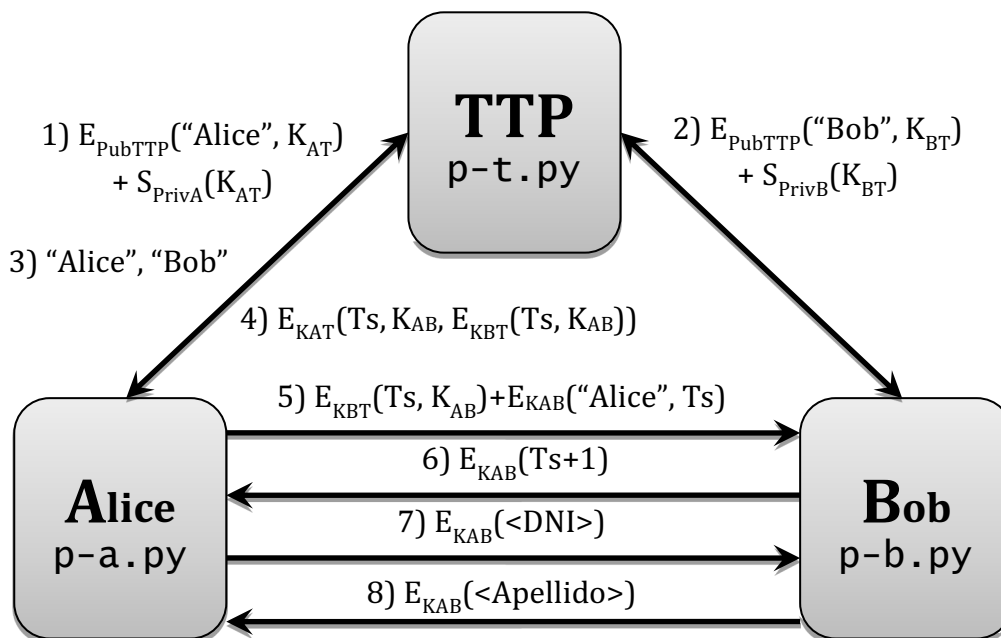 TTP
p-t.py
1) E_PubTTP(“Alice”, K_AT)
+ S_PrivA(K_AT)
2) E_PubTTP(“Bob”, K_BT)
+ S_PrivB(K_BT)
3) “Alice”, “Bob”
4) E_KAT(Ts, K_AB, E_KBT(Ts, K_AB))
5) E_KBT(Ts, K_AB)+E_KAB(“Alice”, Ts)
6) E_KAB(Ts+1)
7) E_KAB(<DNI>)
8) E_KAB(<Apellido>)
Alice
p-a.py
Bob
p-b.py